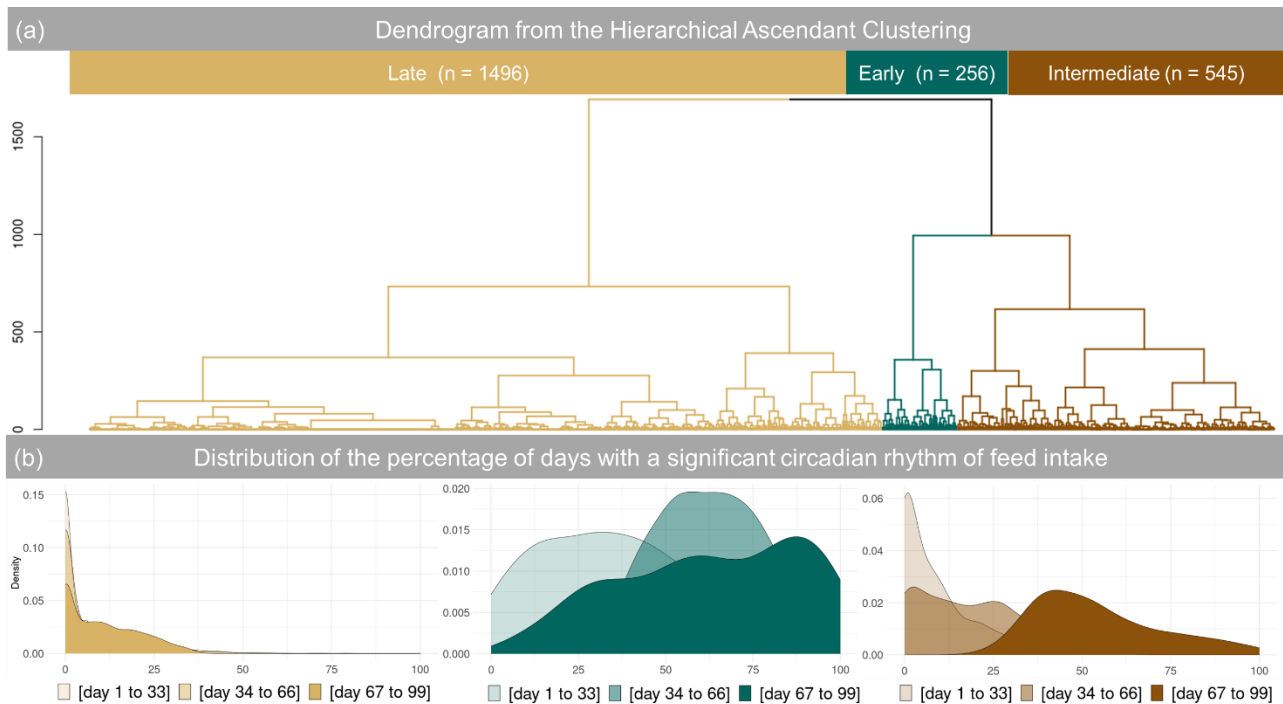 (a) Dendrogram from the Hierarchical Ascendant Clustering
Late (n = 1496) Early (n = 256) Intermediate (n = 545)
1500
1000
500
0
(b) Distribution of the percentage of days with a significant circadian rhythm of feed intake
Density
0.15
0.10
0.05
0.00
0 25 50 75 100
[day 1 to 33] [day 34 to 66] [day 67 to 99]
0.020
0.015
0.010
0.005
0.000
0 25 50 75 100
[day 1 to 33] [day 34 to 66] [day 67 to 99]
0.06
0.04
0.02
0.00
0 25 50 75 100
[day 1 to 33] [day 34 to 66] [day 67 to 99]